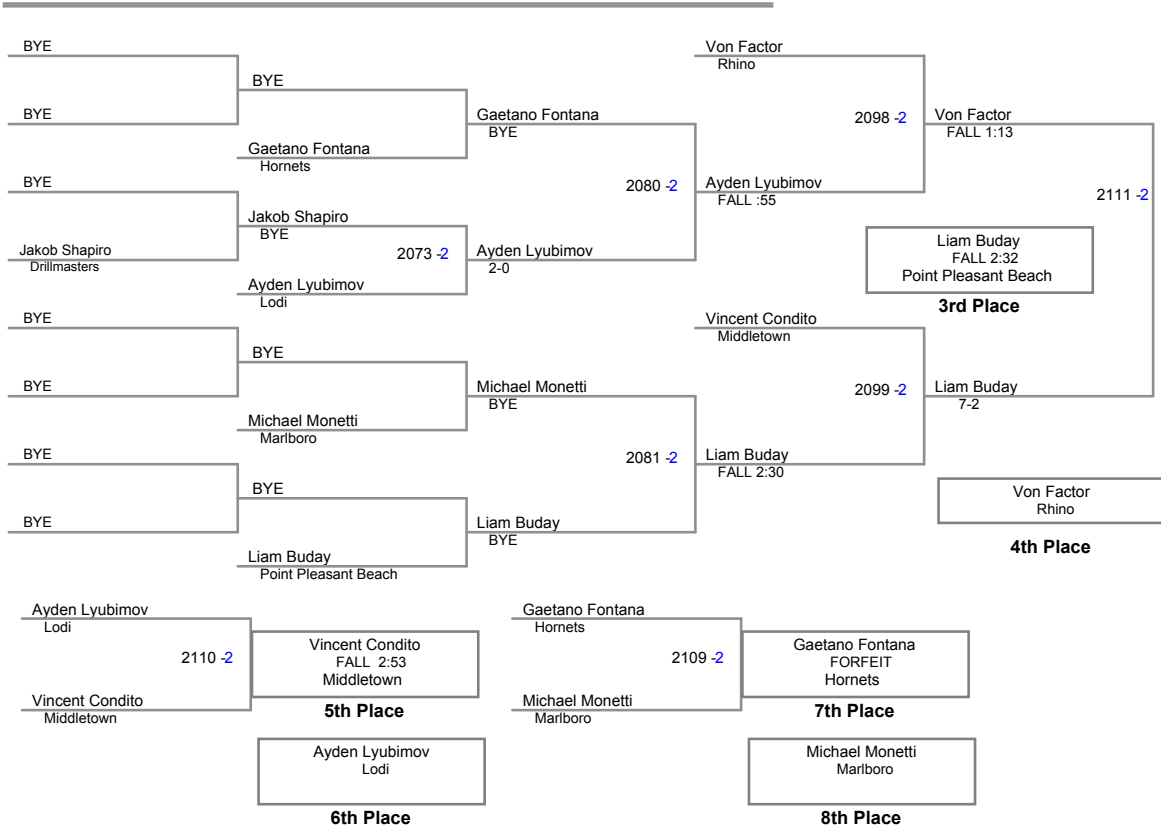 BYE
BYE
BYE
Jakob Shapiro
Drillmasters
BYE
BYE
BYE
BYE
BYE
Gaetano Fontana
Hornets
Jakob Shapiro
BYE
2073 -2
Ayden Lyubimov
Lodi
BYE
Michael Monetti
Marlboro
BYE
Liam Buday
Point Pleasant Beach
Gaetano Fontana
BYE
2080 -2
Ayden Lyubimov
2-0
Michael Monetti
BYE
2081 -2
Liam Buday
BYE
Von Factor
Rhino
2098 -2
Ayden Lyubimov
FALL :55
Vincent Condito
Middletown
2099 -2
Liam Buday
FALL 2:30
Von Factor
FALL 1:13
2111 -2
Liam Buday
FALL 2:32
Point Pleasant Beach
3rd Place
Liam Buday
7-2
Von Factor
Rhino
4th Place
Ayden Lyubimov
Lodi
2110 -2
Vincent Condito
Middletown
Vincent Condito
FALL 2:53
Middletown
5th Place
Ayden Lyubimov
Lodi
6th Place
Gaetano Fontana
Hornets
2109 -2
Michael Monetti
Marlboro
Gaetano Fontana
FORFEIT
Hornets
7th Place
Michael Monetti
Marlboro
8th Place